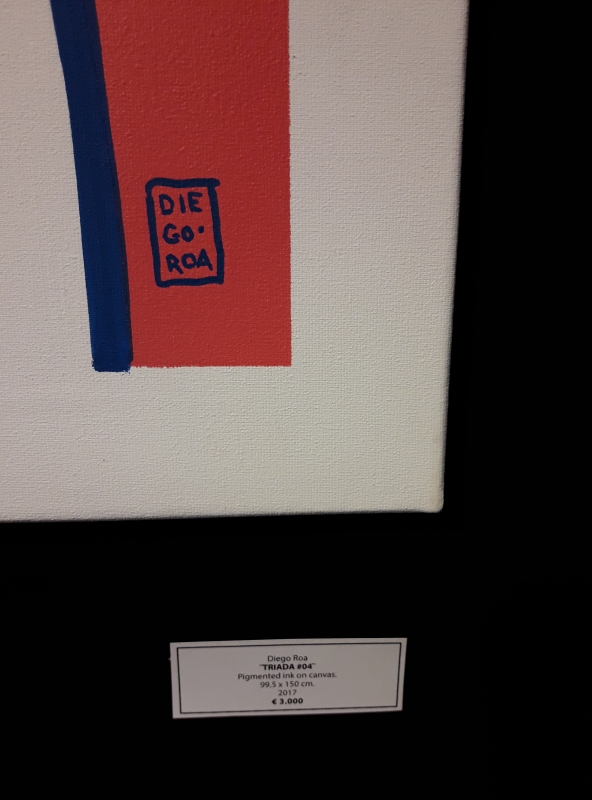 DIE
GO·
ROA
Diego Roa
"TRIADA #04"
Pigmented ink on canvas.
99,5 x 150 cm.
2017
€ 3.000